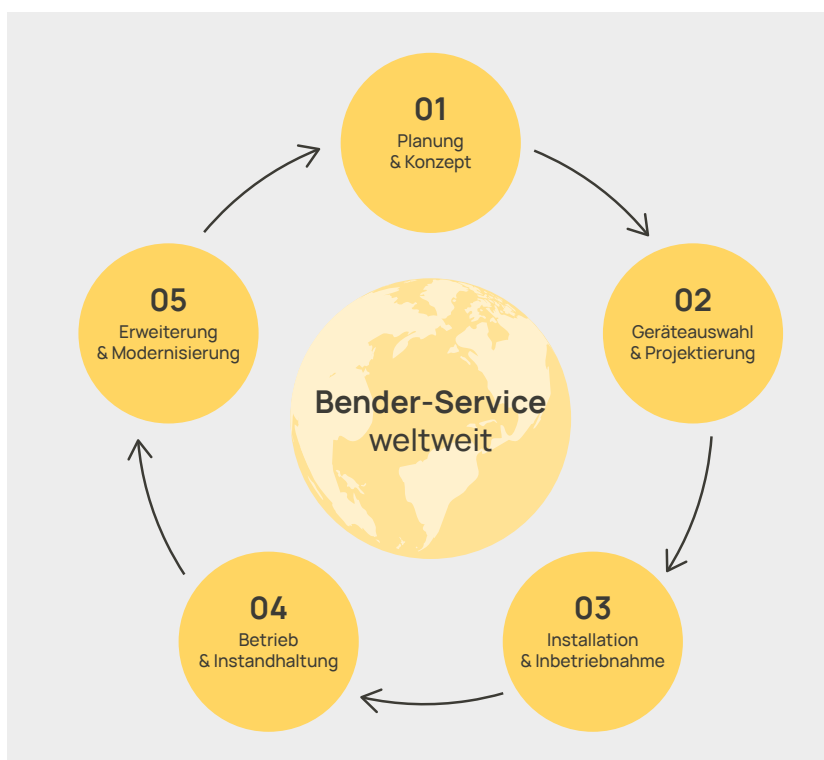 01
Planung
& Konzept
02
Geräteauswahl
& Projektierung
03
Installation
& Inbetriebnahme
04
Betrieb
& Instandhaltung
05
Erweiterung
& Modernisierung
Bender-Service
weltweit